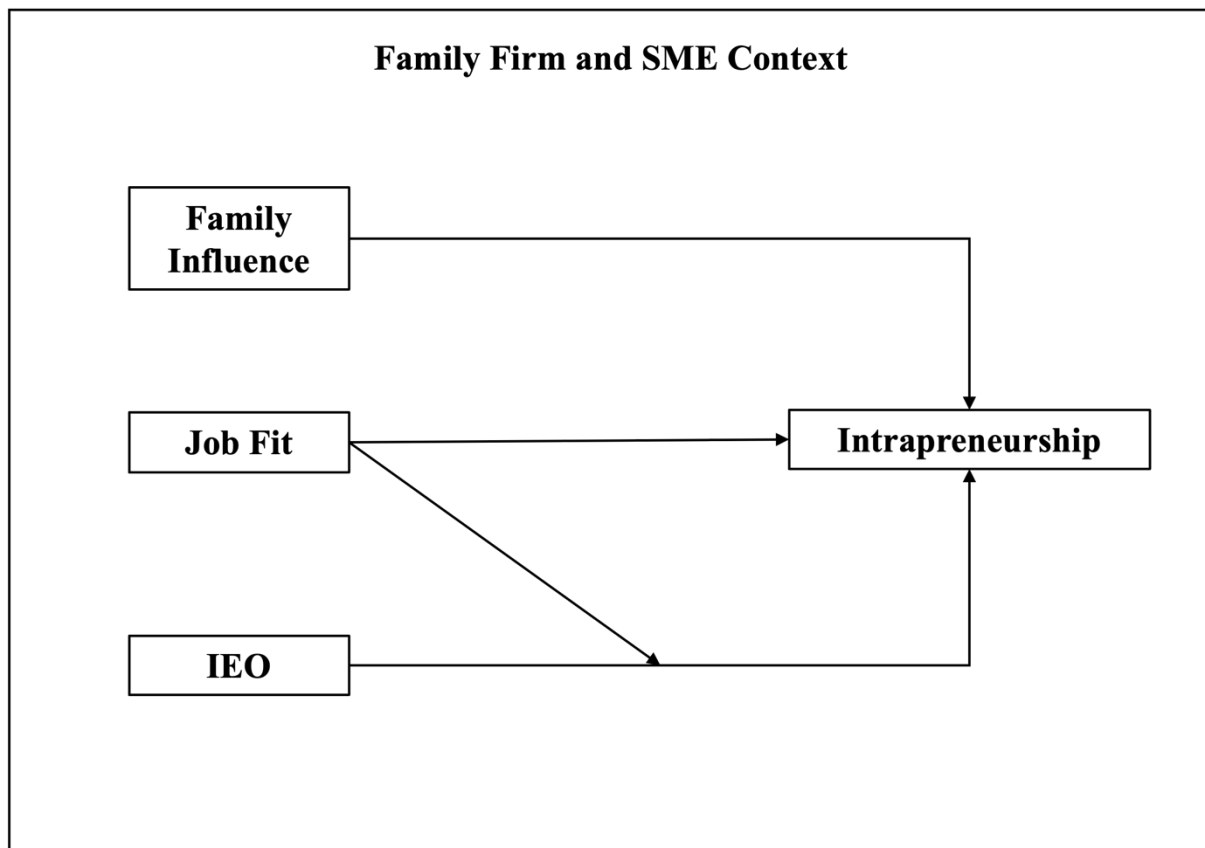 Family Firm and SME Context
Family
Influence
Job Fit
Intrapreneurship
IEO